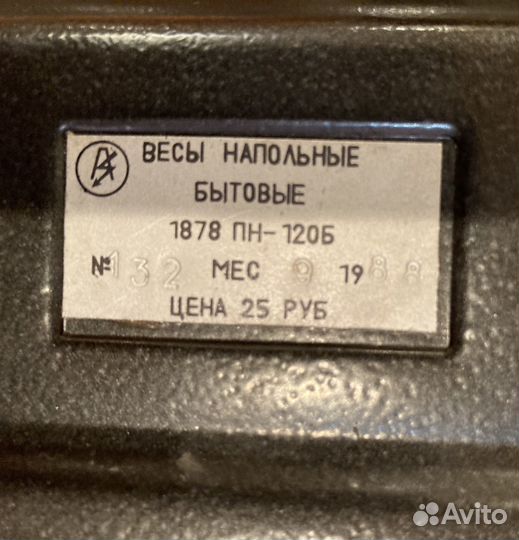 ВЕСЫ НАПОЛЬНЫЕ
БЫТОВЫЕ
1878 ПН-120Б
№132 МЕС 9 1988
ЦЕНА 25 РУБ
Avito